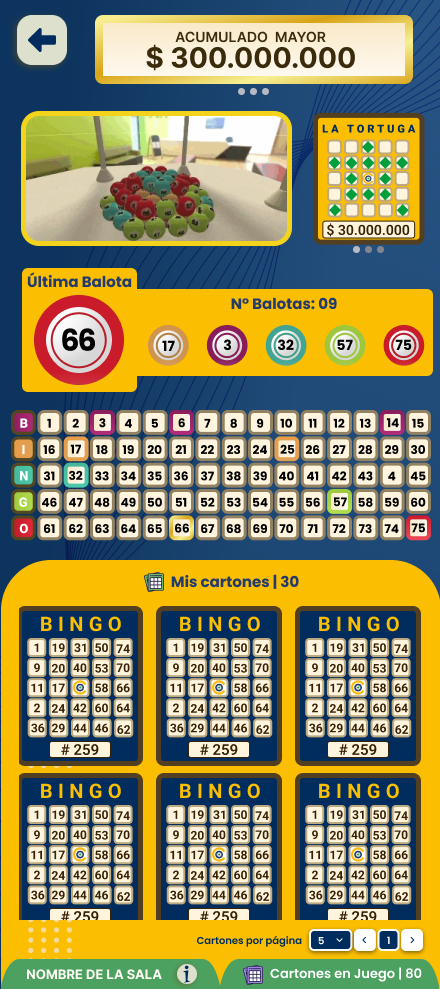 ACUMULADO MAYOR
$ 300.000.000
LA TORTUGA
$ 30.000.000
Última Balota
66
Nº Balotas: 09
17 3 32 57 75
B 1 2 3 4 5 6 7 8 9 10 11 12 13 14 15
I 16 17 18 19 20 21 22 23 24 25 26 27 28 29 30
N 31 32 33 34 35 36 37 38 39 40 41 42 43 4 45
G 46 47 48 49 50 51 52 53 54 55 56 57 58 59 60
O 61 62 63 64 65 66 67 68 69 70 71 72 73 74 75
Mis cartones | 30
BINGO
1 19 31 50 74
9 20 40 53 70
11 17 58 66
2 24 42 60 62
36 29 44 46 62
# 259
BINGO
1 19 31 50 74
9 20 40 53 70
11 17 58 66
2 24 42 60 62
36 29 44 46 62
# 259
BINGO
1 19 31 50 74
9 20 40 53 70
11 17 58 66
2 24 42 60 62
36 29 44 46 62
# 259
BINGO
1 19 31 50 74
9 20 40 53 70
11 17 58 66
2 24 42 60 62
36 29 44 46 62
# 259
BINGO
1 19 31 50 74
9 20 40 53 70
11 17 58 66
2 24 42 60 62
36 29 44 46 62
# 259
BINGO
1 19 31 50 74
9 20 40 53 70
11 17 58 66
2 24 42 60 62
36 29 44 46 62
# 259
Cartones por página 5 1
NOMBRE DE LA SALA i
Cartones en Juego | 80